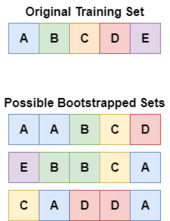 Original Training Set
A B C D E
Possible Bootstrapped Sets
A A B C D
E B B C A
C A D D A